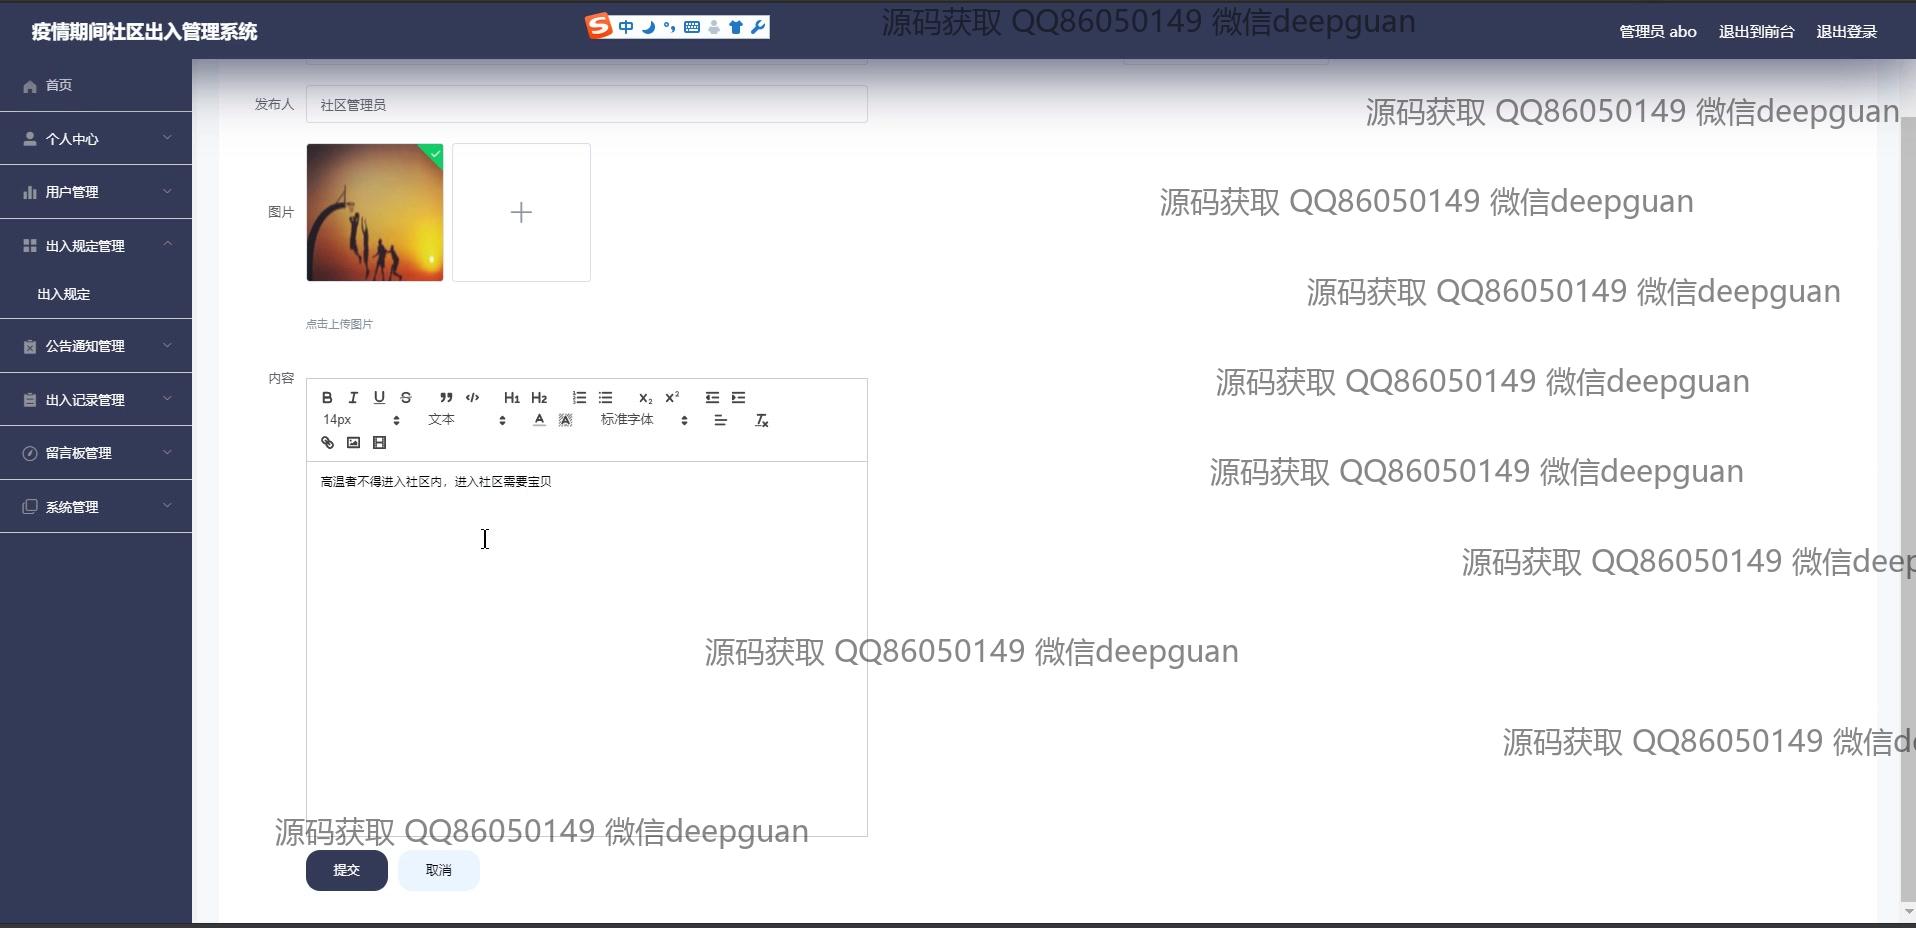 疫情期间社区出入管理系统
中
源码获取 QQ86050149 微信deepguan
管理员 abo
退出到前台
退出登录
首页
个人中心
用户管理
出入规定管理
出入规定
公告通知管理
出入记录管理
留言板管理
系统管理
发布人
社区管理员
源码获取 QQ86050149 微信deepguan
图片
源码获取 QQ86050149 微信deepguan
源码获取 QQ86050149 微信deepguan
点击上传图片
内容
源码获取 QQ86050149 微信deepguan
B I U S H1 H2 X2 X2
14px 文本 A A 标准字体 Tx
源码获取 QQ86050149 微信deepguan
高温者不得进入社区内，进入社区需要宝贝
源码获取 QQ86050149 微信deep
源码获取 QQ86050149 微信deepguan
源码获取 QQ86050149 微信de
源码获取 QQ86050149 微信deepguan
提交
取消